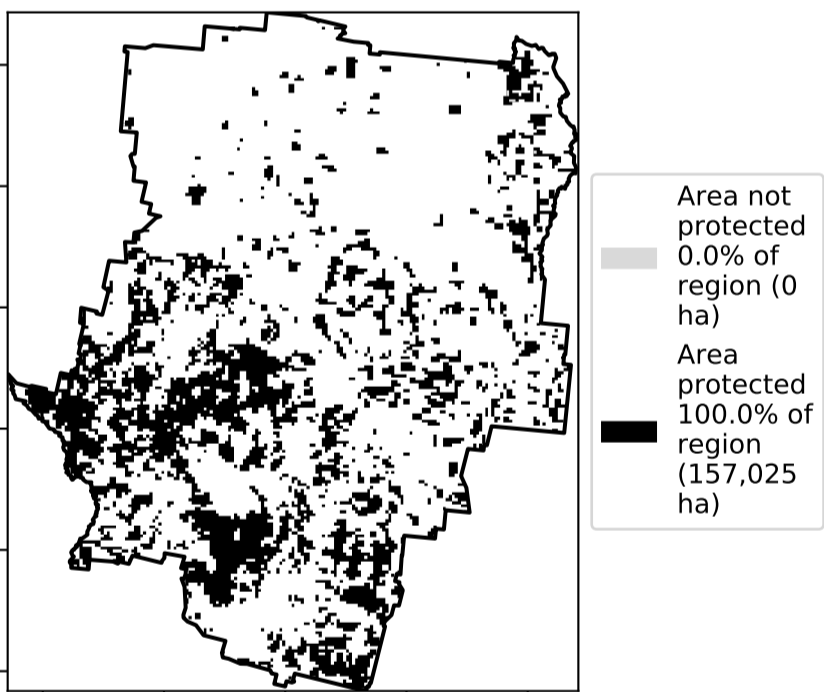 Area not
protected
0.0% of
region (0
ha)
Area
protected
100.0% of
region
(157,025
ha)